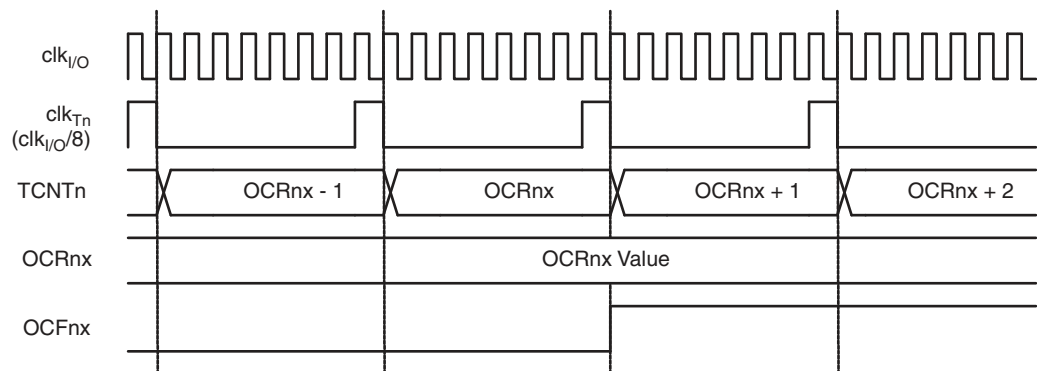 clkI/O
clkTn
(clkI/O/8)
TCNTn OCRnx - 1 OCRnx OCRnx + 1 OCRnx + 2
OCRnx OCRnx Value
OCFnx